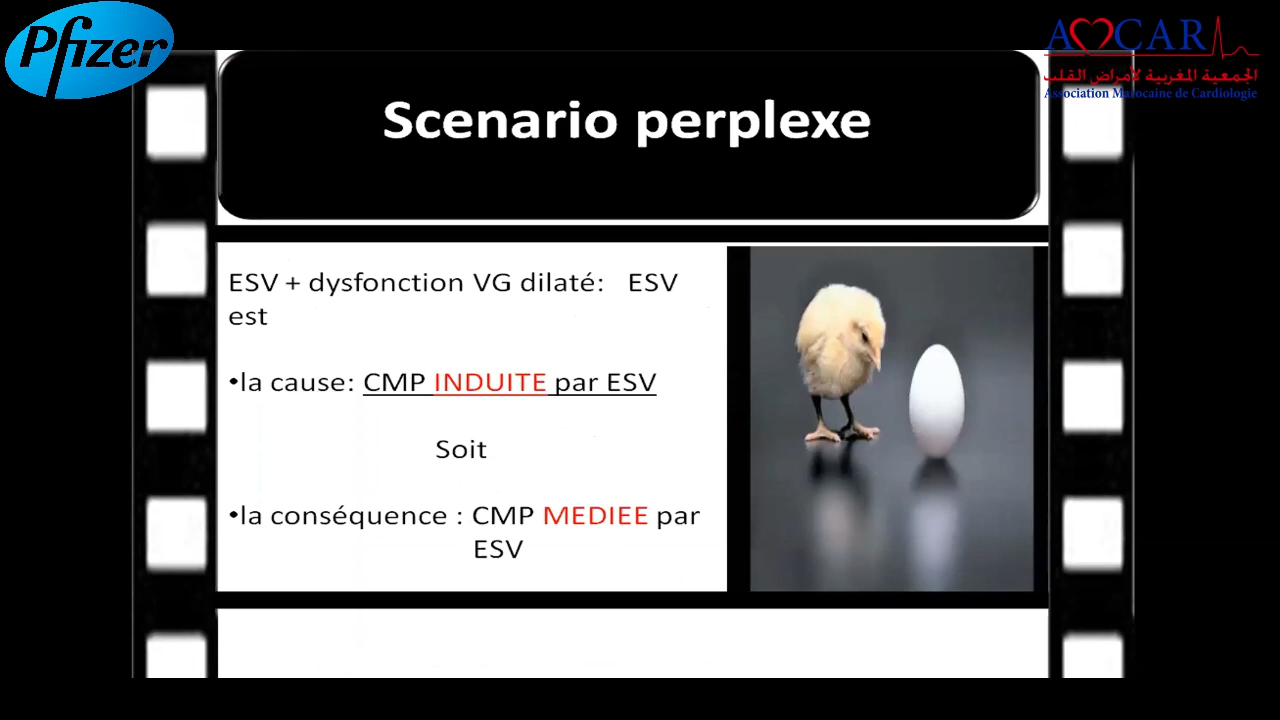 Pfizer
AMCAR
الجمعية المغربية لأمراض القلب
Association Marocaine de Cardiologie
Scenario perplexe
ESV + dysfonction VG dilaté: ESV
est
•la cause: CMP INDUITE par ESV
Soit
•la conséquence : CMP MEDIEE par
ESV